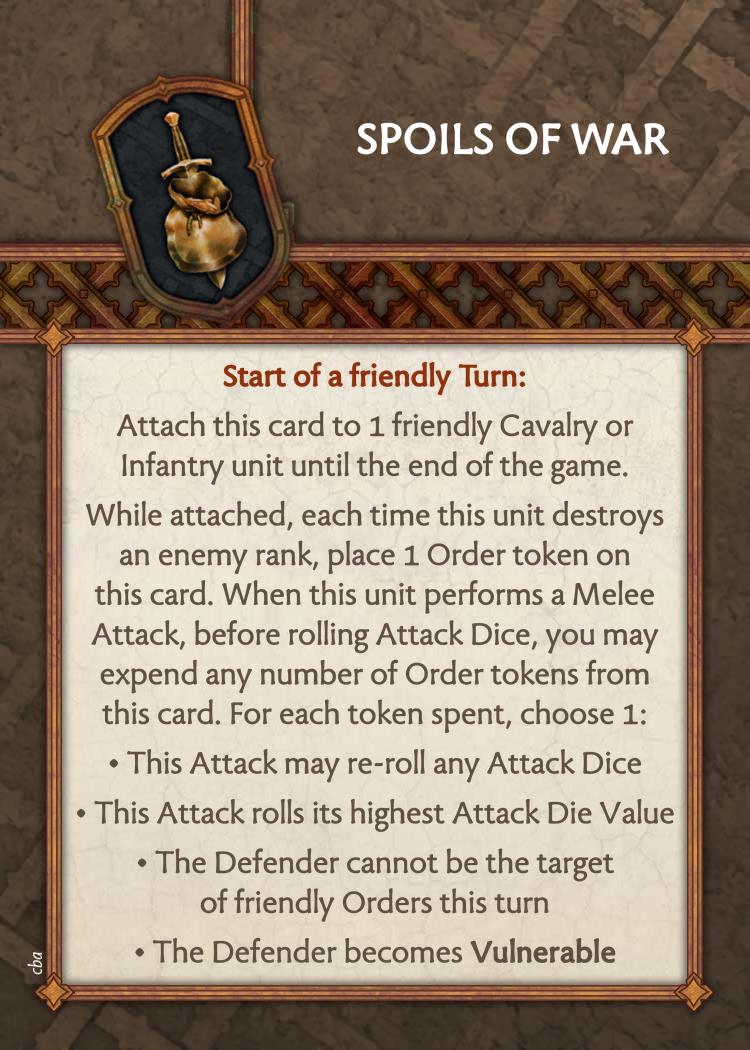 SPOILS OF WAR
Start of a friendly Turn:
Attach this card to 1 friendly Cavalry or
Infantry unit until the end of the game.
While attached, each time this unit destroys
an enemy rank, place 1 Order token on
this card. When this unit performs a Melee
Attack, before rolling Attack Dice, you may
expend any number of Order tokens from
this card. For each token spent, choose 1:
• This Attack may re-roll any Attack Dice
• This Attack rolls its highest Attack Die Value
• The Defender cannot be the target
of friendly Orders this turn
• The Defender becomes Vulnerable
cba